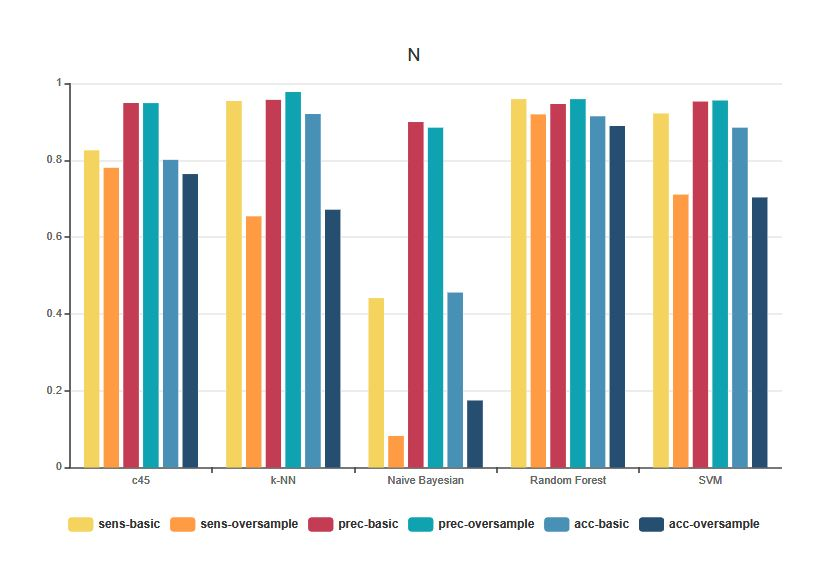 N
1
0.8
0.6
0.4
0.2
0
c45 k-NN Naive Bayesian Random Forest SVM
sens-basic sens-oversample prec-basic prec-oversample acc-basic acc-oversample